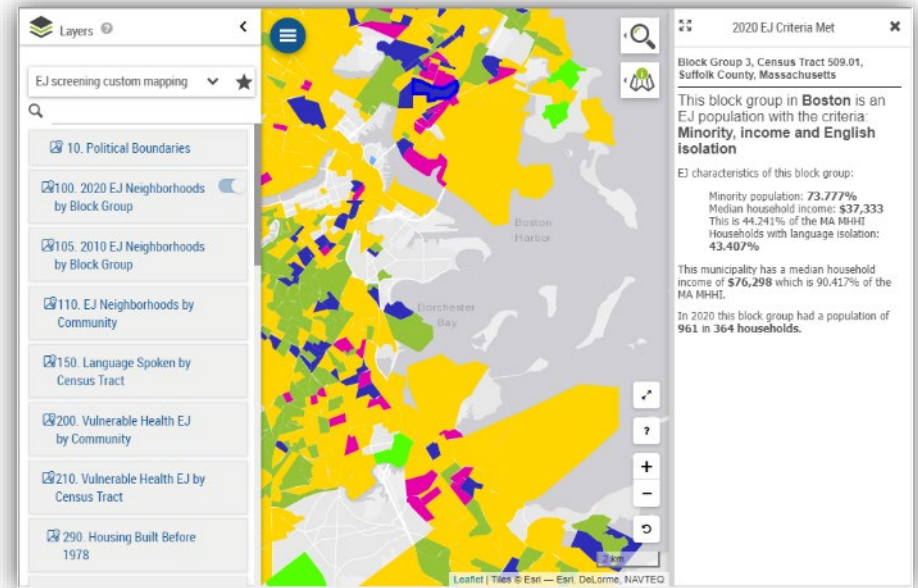 Layers
EJ screening custom mapping
10. Political Boundaries
100. 2020 EJ Neighborhoods
by Block Group
105. 2010 EJ Neighborhoods
by Block Group
110. EJ Neighborhoods by
Community
150. Language Spoken by
Census Tract
200. Vulnerable Health EJ
by Community
210. Vulnerable Health EJ by
Census Tract
290. Housing Built Before
1978
Boston
Harbor
Dorchester
Bay
?
+
−
2 km
Leaflet | Tiles © Esri — Esri, DeLorme, NAVTEQ
2020 EJ Criteria Met
Block Group 3, Census Tract 509.01,
Suffolk County, Massachusetts
This block group in Boston is an
EJ population with the criteria:
Minority, income and English
isolation
EJ characteristics of this block group:
Minority population: 73.777%
Median household income: $37,333
This is 44.241% of the MA MHHI
Households with language isolation:
43.407%
This municipality has a median household
income of $76,298 which is 90.417% of the
MA MHHI.
In 2020 this block group had a population of
961 in 364 households.